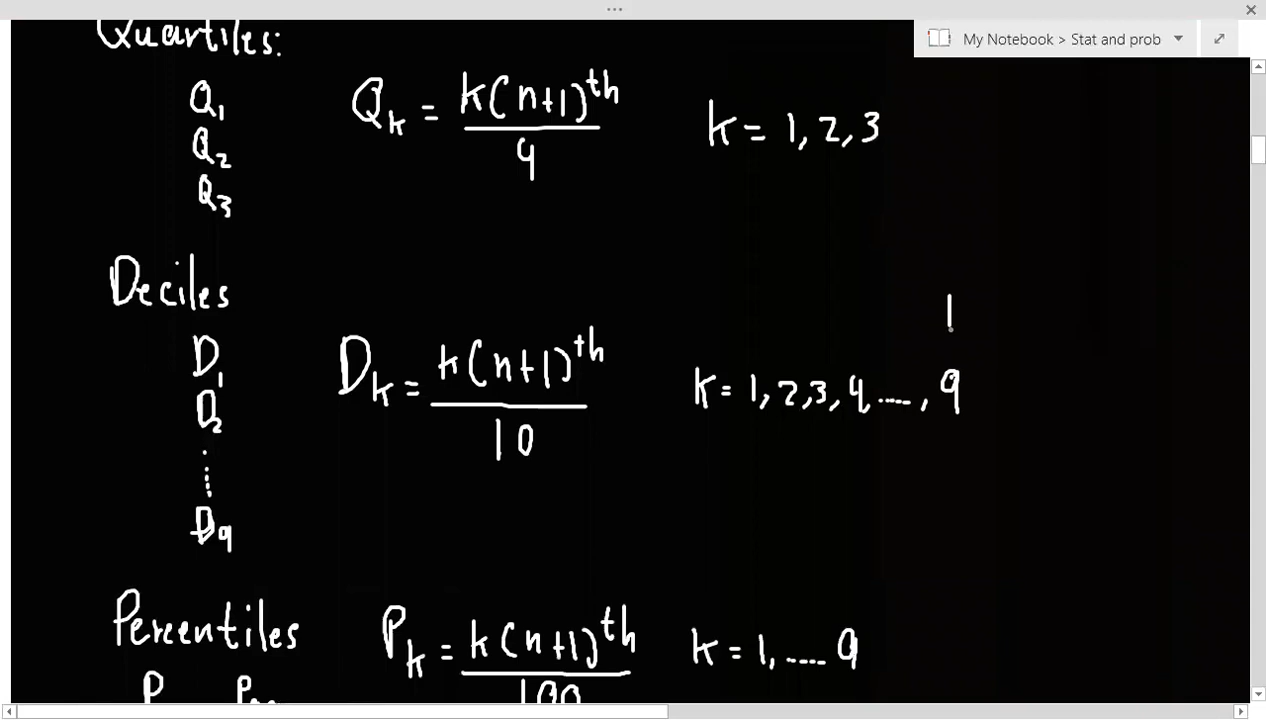 My Notebook > Stat and prob
Quartiles:
Q1
Q2
Q3
Qk = k(n+1)th
4
k = 1, 2, 3
Deciles
D1
D2
D9
Dk = k(n+1)th
10
1
k = 1, 2, 3, 4, ....., 9
Percentiles
Pk = k(n+1)th
100
k = 1, ..... 9
P